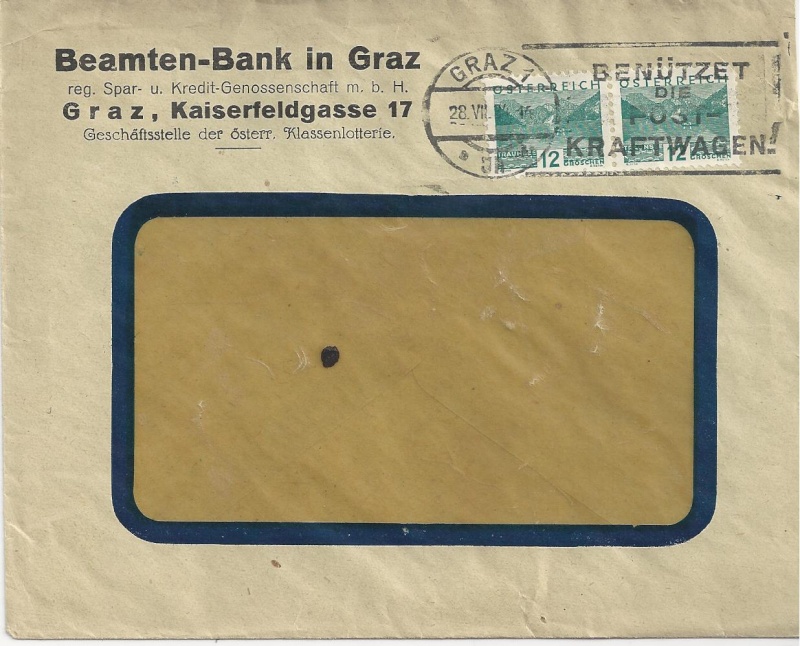 Beamten-Bank in Graz
reg. Spar- u. Kredit-Genossenschaft m. b. H.
Graz, Kaiserfeldgasse 17
Geschäftsstelle der österr. Klassenlotterie.
GRAZ 1
28. VII.
BENÜTZET
DIE
POST-
KRAFTWAGEN.
ÖSTERREICH
12
GROSCHEN
ÖSTERREICH
12
GROSCHEN